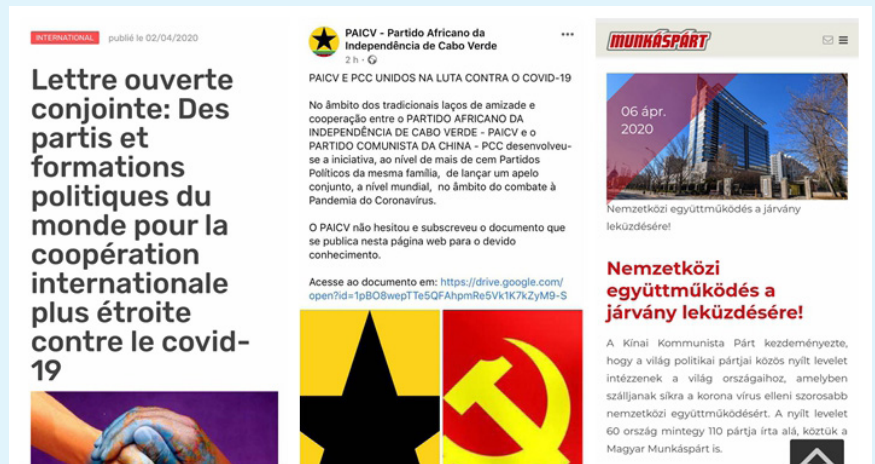 INTERNATIONAL publié le 02/04/2020
Lettre ouverte
conjointe: Des
partis et
formations
politiques du
monde pour la
coopération
internationale
plus étroite
contre le covid-
19
PAICV - Partido Africano da
Independência de Cabo Verde
2 h ·
PAICV E PCC UNIDOS NA LUTA CONTRA O COVID-19
No âmbito dos tradicionais laços de amizade e
cooperação entre o PARTIDO AFRICANO DA
INDEPENDÊNCIA DE CABO VERDE - PAICV e o
PARTIDO COMUNISTA DA CHINA - PCC desenvolveu-
se a iniciativa, ao nível de mais de cem Partidos
Políticos da mesma família, de lançar um apelo
conjunto, a nível mundial, no âmbito do combate à
Pandemia do Coronavírus.
O PAICV não hesitou e subscreveu o documento que
se publica nesta página web para o devido
conhecimento.
Acesse ao documento em: https://drive.google.com/
open?id=1pBO8wepTTe5QFAhpmRe5Vk1K7kZyM9-S
MUNKÁSPÁRT
06 ápr.
2020
Nemzetközi együttműködés a járvány
leküzdésére!
Nemzetközi
együttműködés a
járvány leküzdésére!
A Kínai Kommunista Párt kezdeményezte,
hogy a világ politikai pártjai közös nyílt levelet
intézzenek a világ országaihoz, amelyben
szálljanak síkra a korona vírus elleni szorosabb
nemzetközi együttműködésért. A nyílt levelet
60 ország mintegy 110 pártja írta alá, köztük a
Magyar Munkáspárt is.